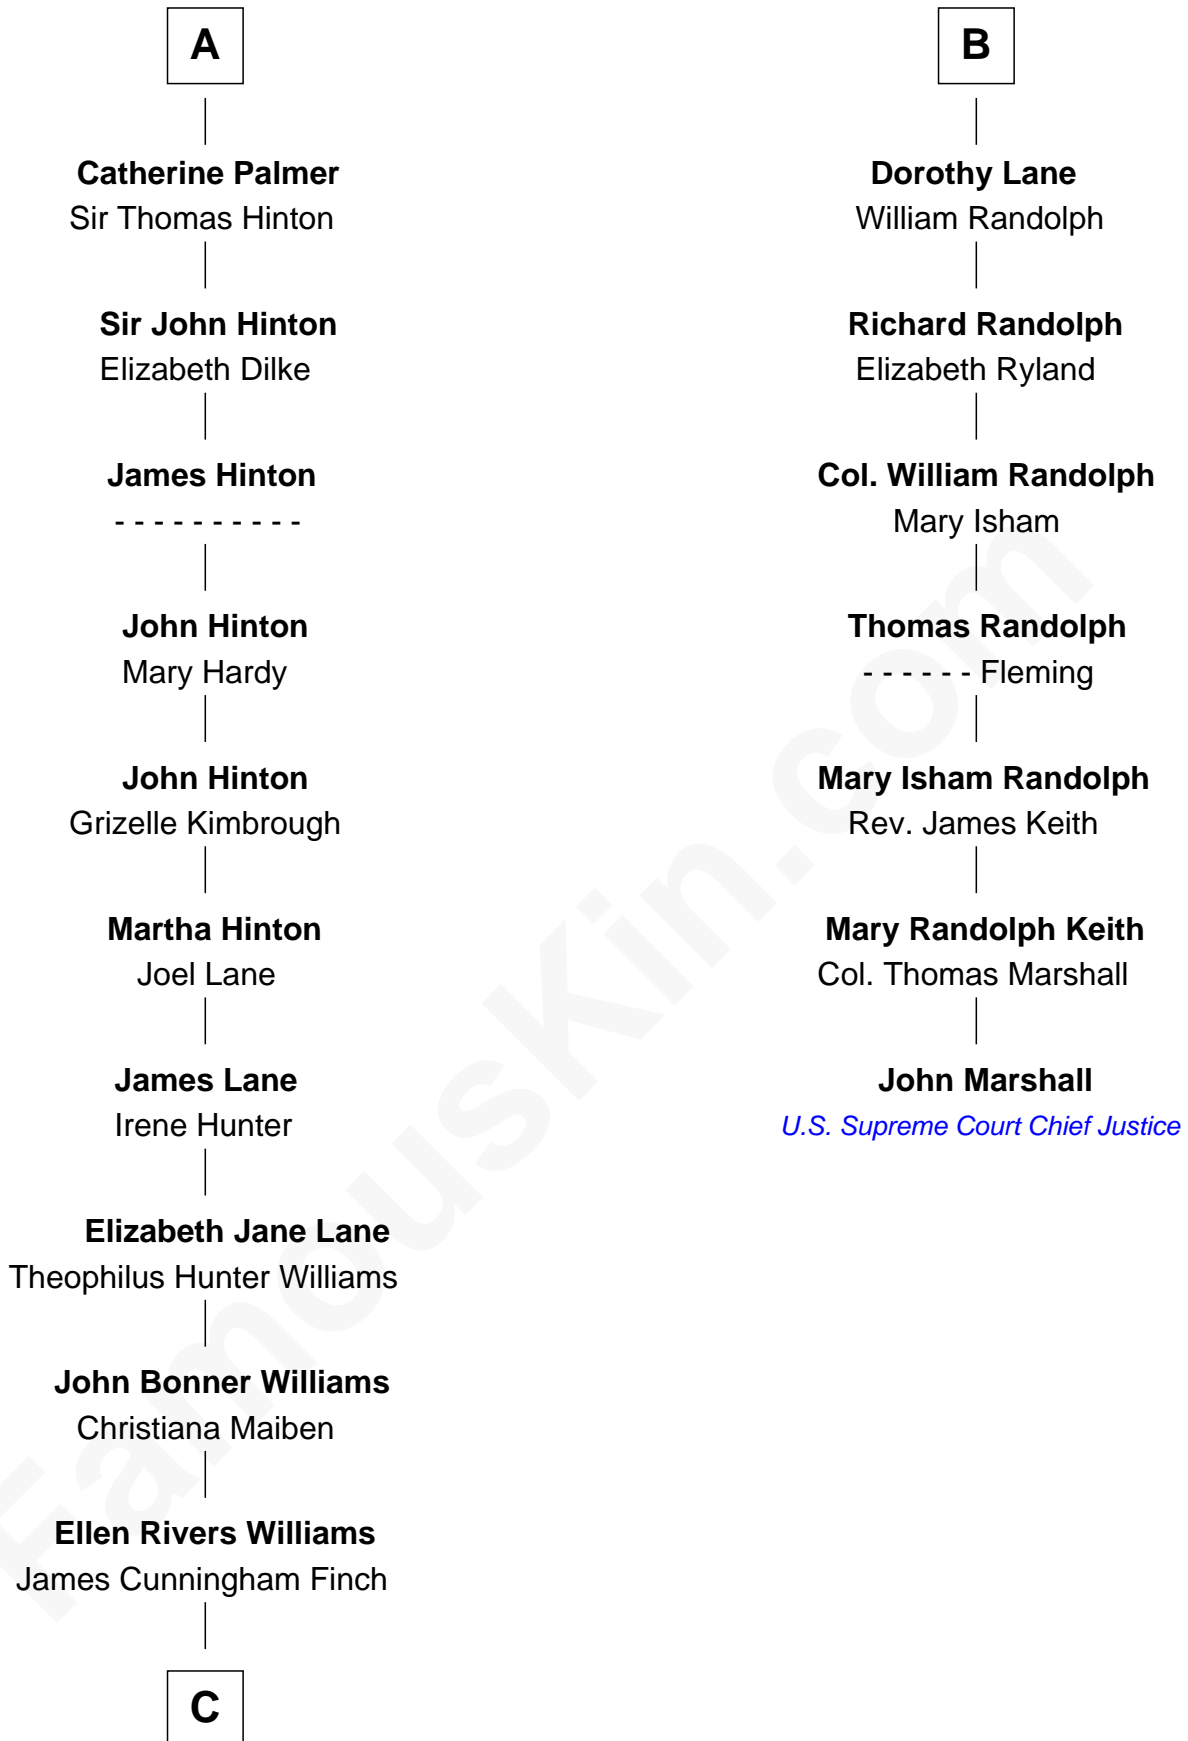 A
Catherine Palmer
Sir Thomas Hinton
Sir John Hinton
Elizabeth Dilke
James Hinton
- - - - - - - - - -
John Hinton
Mary Hardy
John Hinton
Grizelle Kimbrough
Martha Hinton
Joel Lane
James Lane
Irene Hunter
Elizabeth Jane Lane
Theophilus Hunter Williams
John Bonner Williams
Christiana Maiben
Ellen Rivers Williams
James Cunningham Finch
C
B
Dorothy Lane
William Randolph
Richard Randolph
Elizabeth Ryland
Col. William Randolph
Mary Isham
Thomas Randolph
- - - - - - Fleming
Mary Isham Randolph
Rev. James Keith
Mary Randolph Keith
Col. Thomas Marshall
John Marshall
U.S. Supreme Court Chief Justice
FamousKin.com